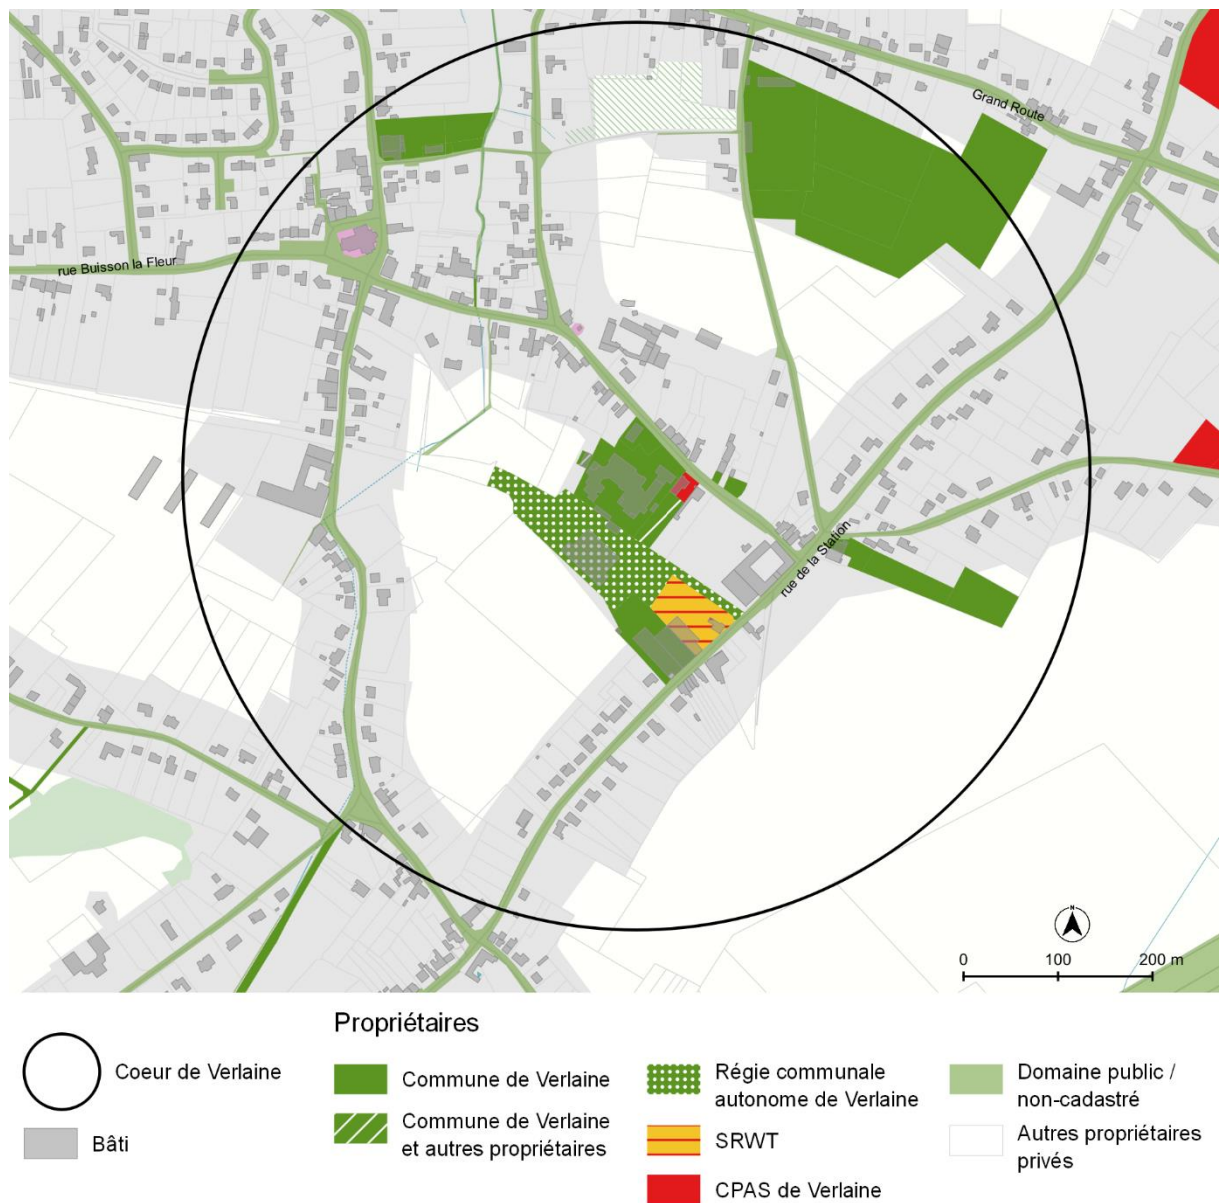 Grand Route
rue Buisson la Fleur
rue de la Station
N
0 100 200 m
Propriétaires
Coeur de Verlaine
Bâti
Commune de Verlaine
Commune de Verlaine
et autres propriétaires
Régie communale
autonome de Verlaine
SRWT
CPAS de Verlaine
Domaine public /
non-cadastré
Autres propriétaires
privés